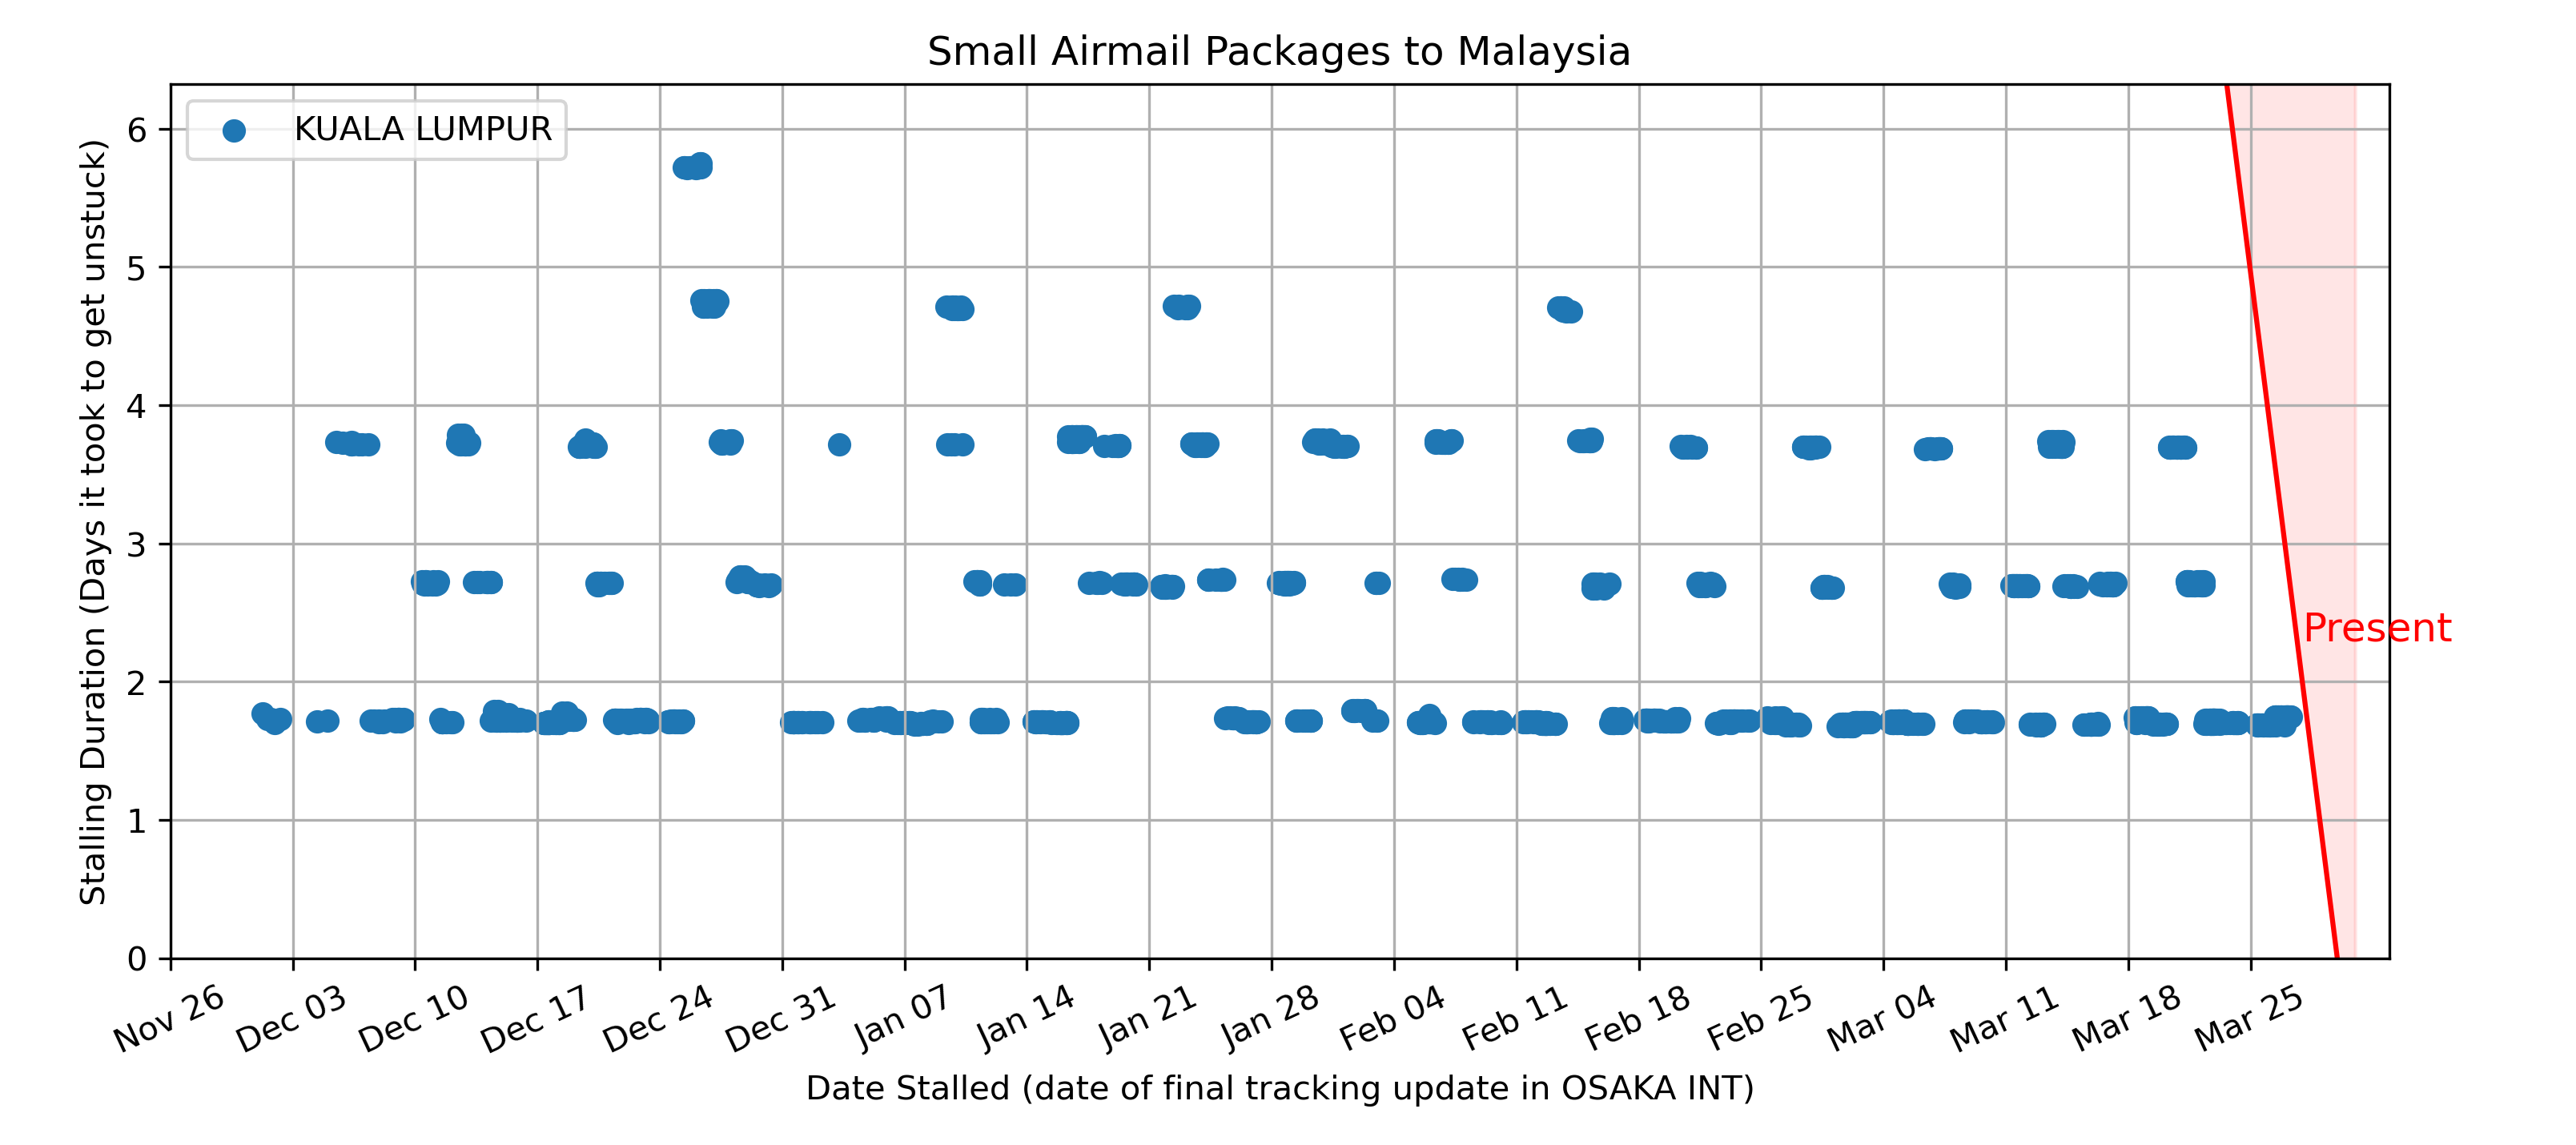 Small Airmail Packages to Malaysia
KUALA LUMPUR
Stalling Duration (Days it took to get unstuck)
6
5
4
3
2
1
0
Present
Nov 26
Dec 03
Dec 10
Dec 17
Dec 24
Dec 31
Jan 07
Jan 14
Jan 21
Jan 28
Feb 04
Feb 11
Feb 18
Feb 25
Mar 04
Mar 11
Mar 18
Mar 25
Date Stalled (date of final tracking update in OSAKA INT)